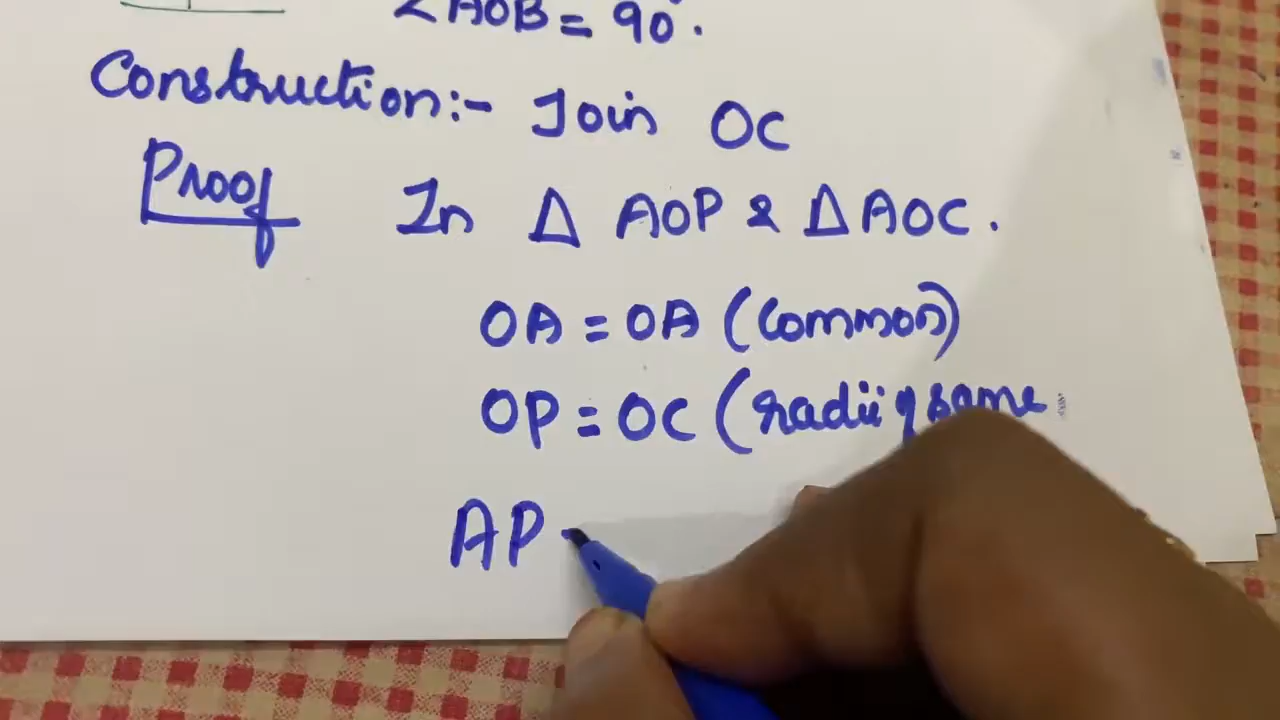 ∠AOB = 90°.
Construction:- Join OC
Proof In Δ AOP & Δ AOC.
OA = OA (common)
OP = OC (radii of same
AP -